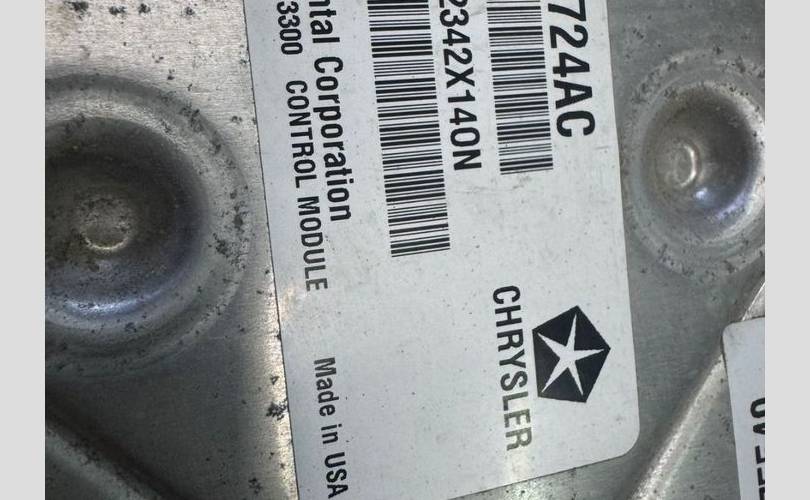 724AC
2342X140N
ntal Corporation
3300 CONTROL MODULE
Made in USA
CHRYSLER